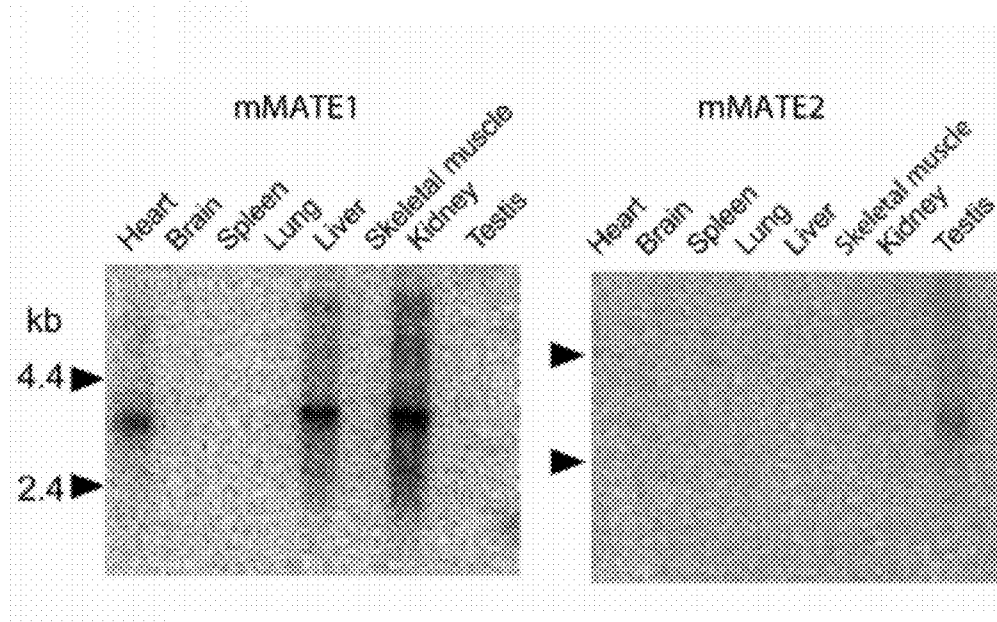 mMATE1
mMATE2
Heart
Brain
Spleen
Lung
Liver
Skeletal muscle
Kidney
Testis
Heart
Brain
Spleen
Lung
Liver
Skeletal muscle
Kidney
Testis
kb
4.4
2.4